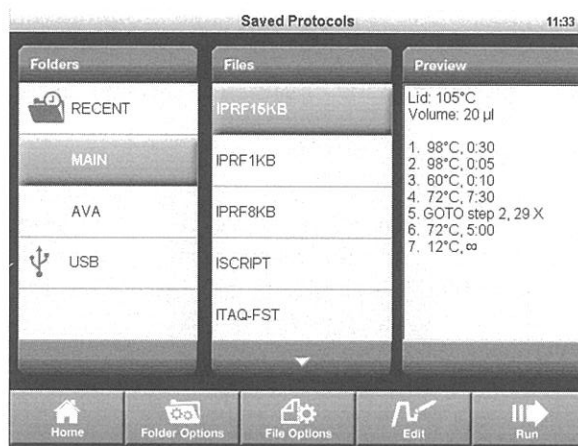 Saved Protocols
11:33
Folders
RECENT
MAIN
AVA
USB
Files
IPRF15KB
IPRF1KB
IPRF8KB
ISCRIPT
ITAQ-FST
Preview
Lid: 105°C
Volume: 20 µl
1. 98°C, 0:30
2. 98°C, 0:05
3. 60°C, 0:10
4. 72°C, 7:30
5. GOTO step 2, 29 X
6. 72°C, 5:00
7. 12°C, ∞
Home
Folder Options
File Options
Edit
Run